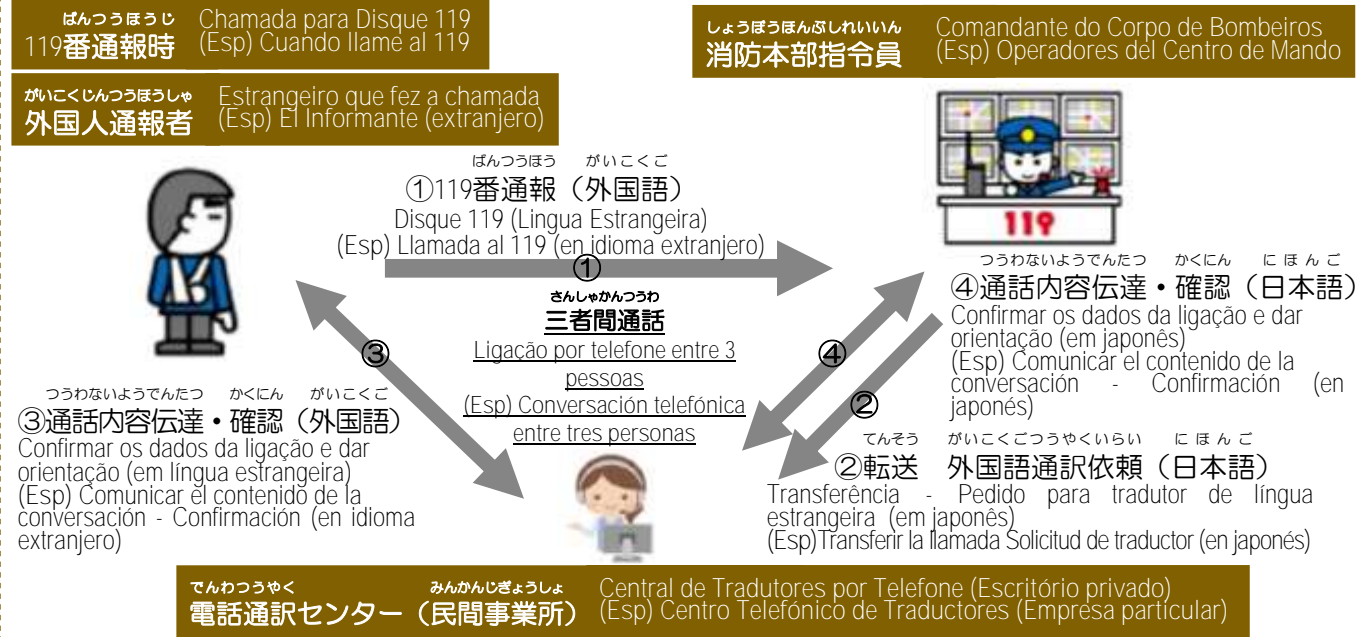 ばんつうほうじ
119番通報時
Chamada para Disque 119
(Esp) Cuando llame al 119
がいこくじんつうほうしゃ
外国人通報者
Estrangeiro que fez a chamada
(Esp) El Informante (extranjero)
しょうぼうほんぶしれいいん
消防本部指令員
Comandante do Corpo de Bombeiros
(Esp) Operadores del Centro de Mando
119
ばんつうほう がいこくご
①119番通報（外国語）
Disque 119 (Lingua Estrangeira)
(Esp) Llamada al 119 (en idioma extranjero)
①
さんしゃかんつうわ
三者間通話
Ligação por telefone entre 3
pessoas
(Esp) Conversación telefónica
entre tres personas
③
④
②
つうわないようでんたつ かくにん にほんご
④通話内容伝達・確認（日本語）
Confirmar os dados da ligação e dar
orientação (em japonês)
(Esp) Comunicar el contenido de la
conversación - Confirmación (en
japonés)
つうわないようでんたつ かくにん がいこくご
③通話内容伝達・確認（外国語）
Confirmar os dados da ligação e dar
orientação (em língua estrangeira)
(Esp) Comunicar el contenido de la
conversación - Confirmación (en idioma
extranjero)
てんそう がいこくごつうやくいらい にほんご
②転送 外国語通訳依頼（日本語）
Transferência - Pedido para tradutor de língua
estrangeira (em japonês)
(Esp)Transferir la llamada Solicitud de traductor (en japonés)
でんわつうやく みんかんじぎょうしょ
電話通訳センター（民間事業所）
Central de Tradutores por Telefone (Escritório privado)
(Esp) Centro Telefónico de Traductores (Empresa particular)